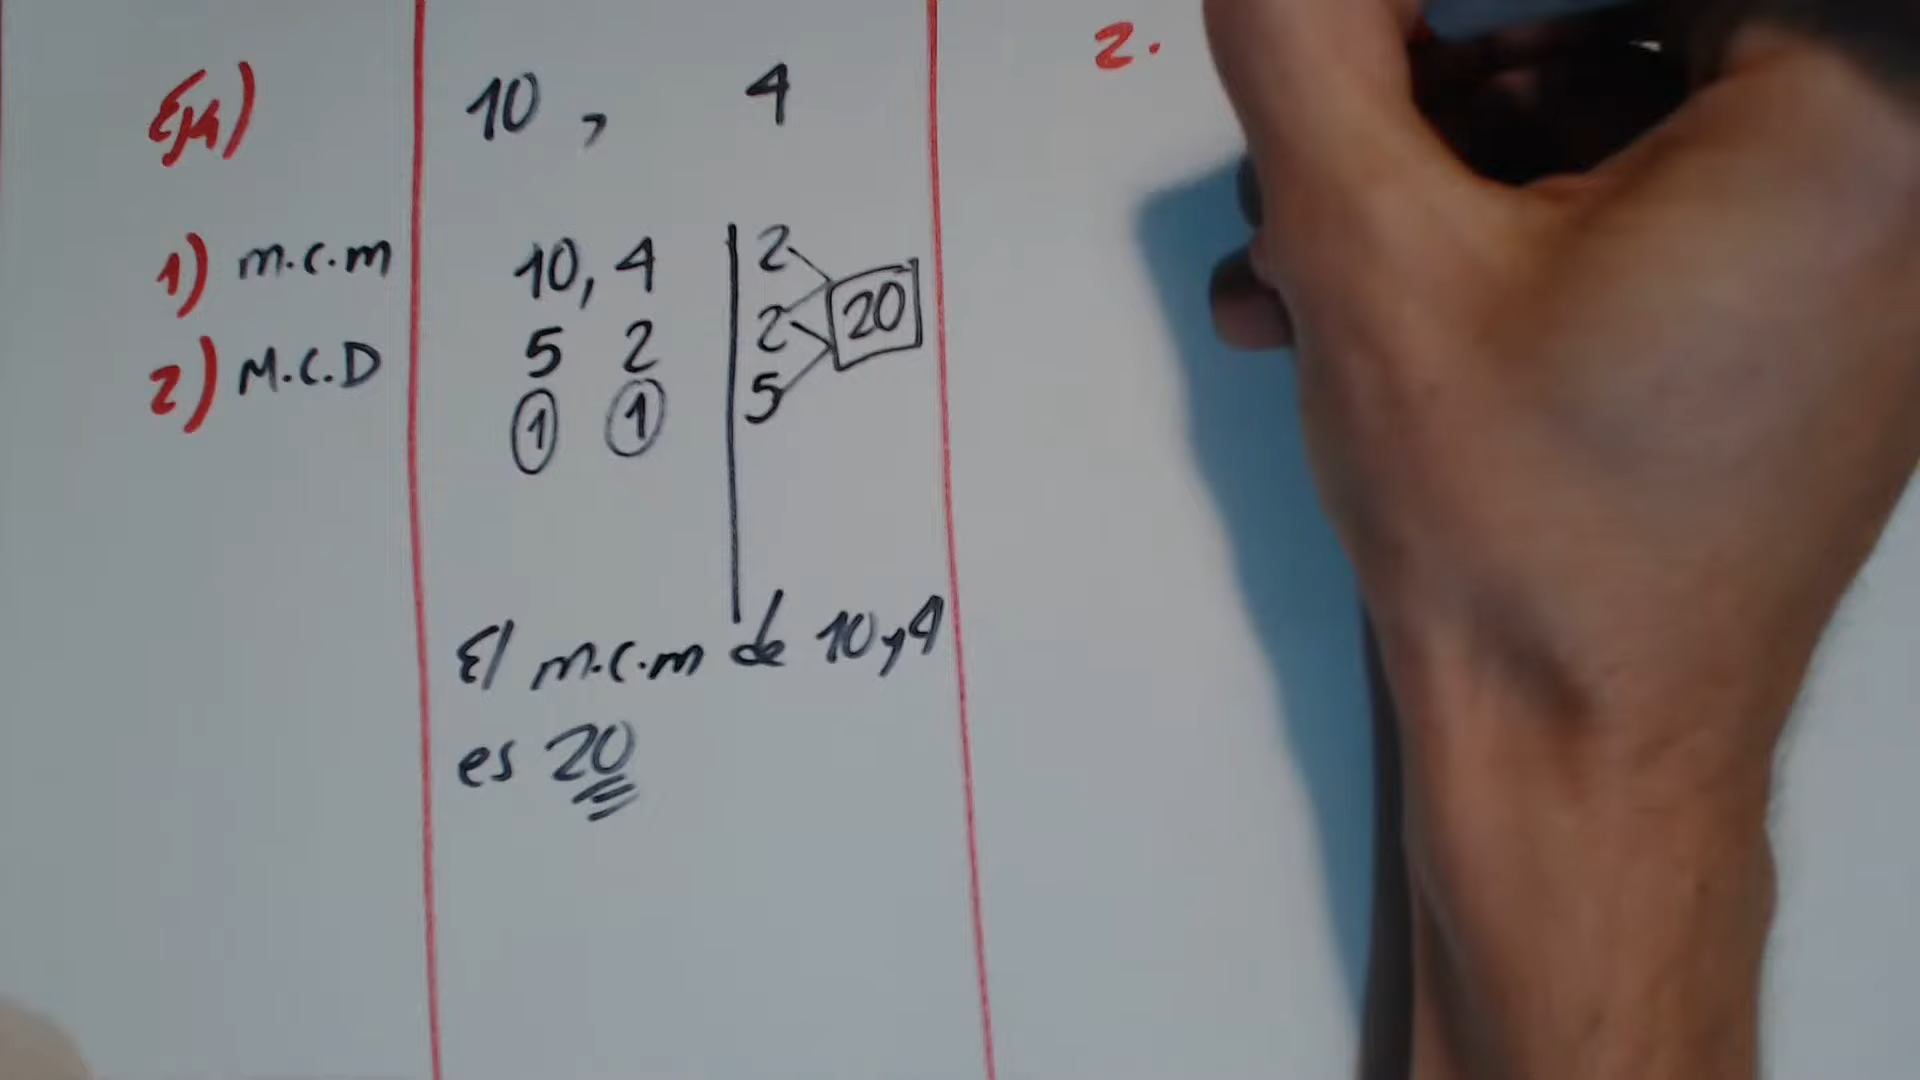 Ej4)
10 , 4
1) m.c.m
2) M.C.D
10, 4 | 2
5 2 | 2
1 1 | 5
20
El m.c.m de 10 y 4
es 20
2.